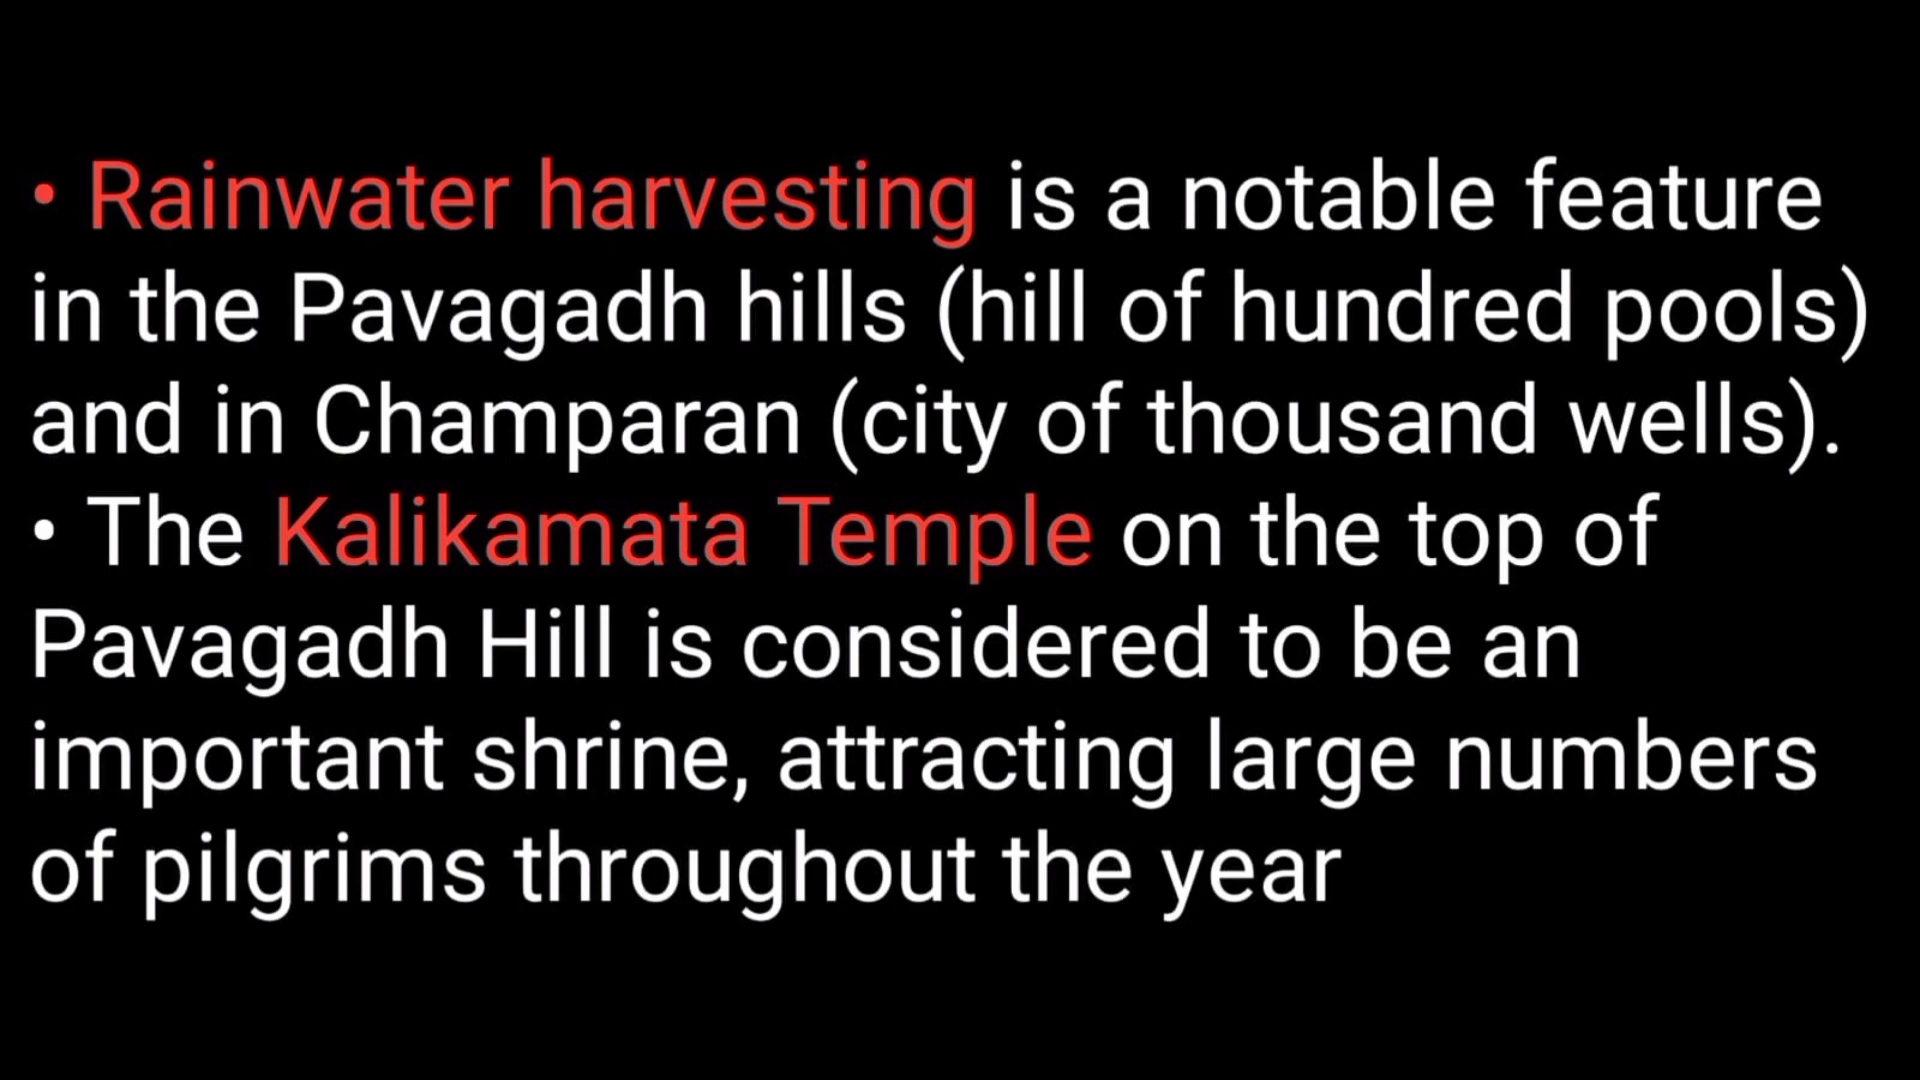 • Rainwater harvesting is a notable feature
in the Pavagadh hills (hill of hundred pools)
and in Champaran (city of thousand wells).
• The Kalikamata Temple on the top of
Pavagadh Hill is considered to be an
important shrine, attracting large numbers
of pilgrims throughout the year